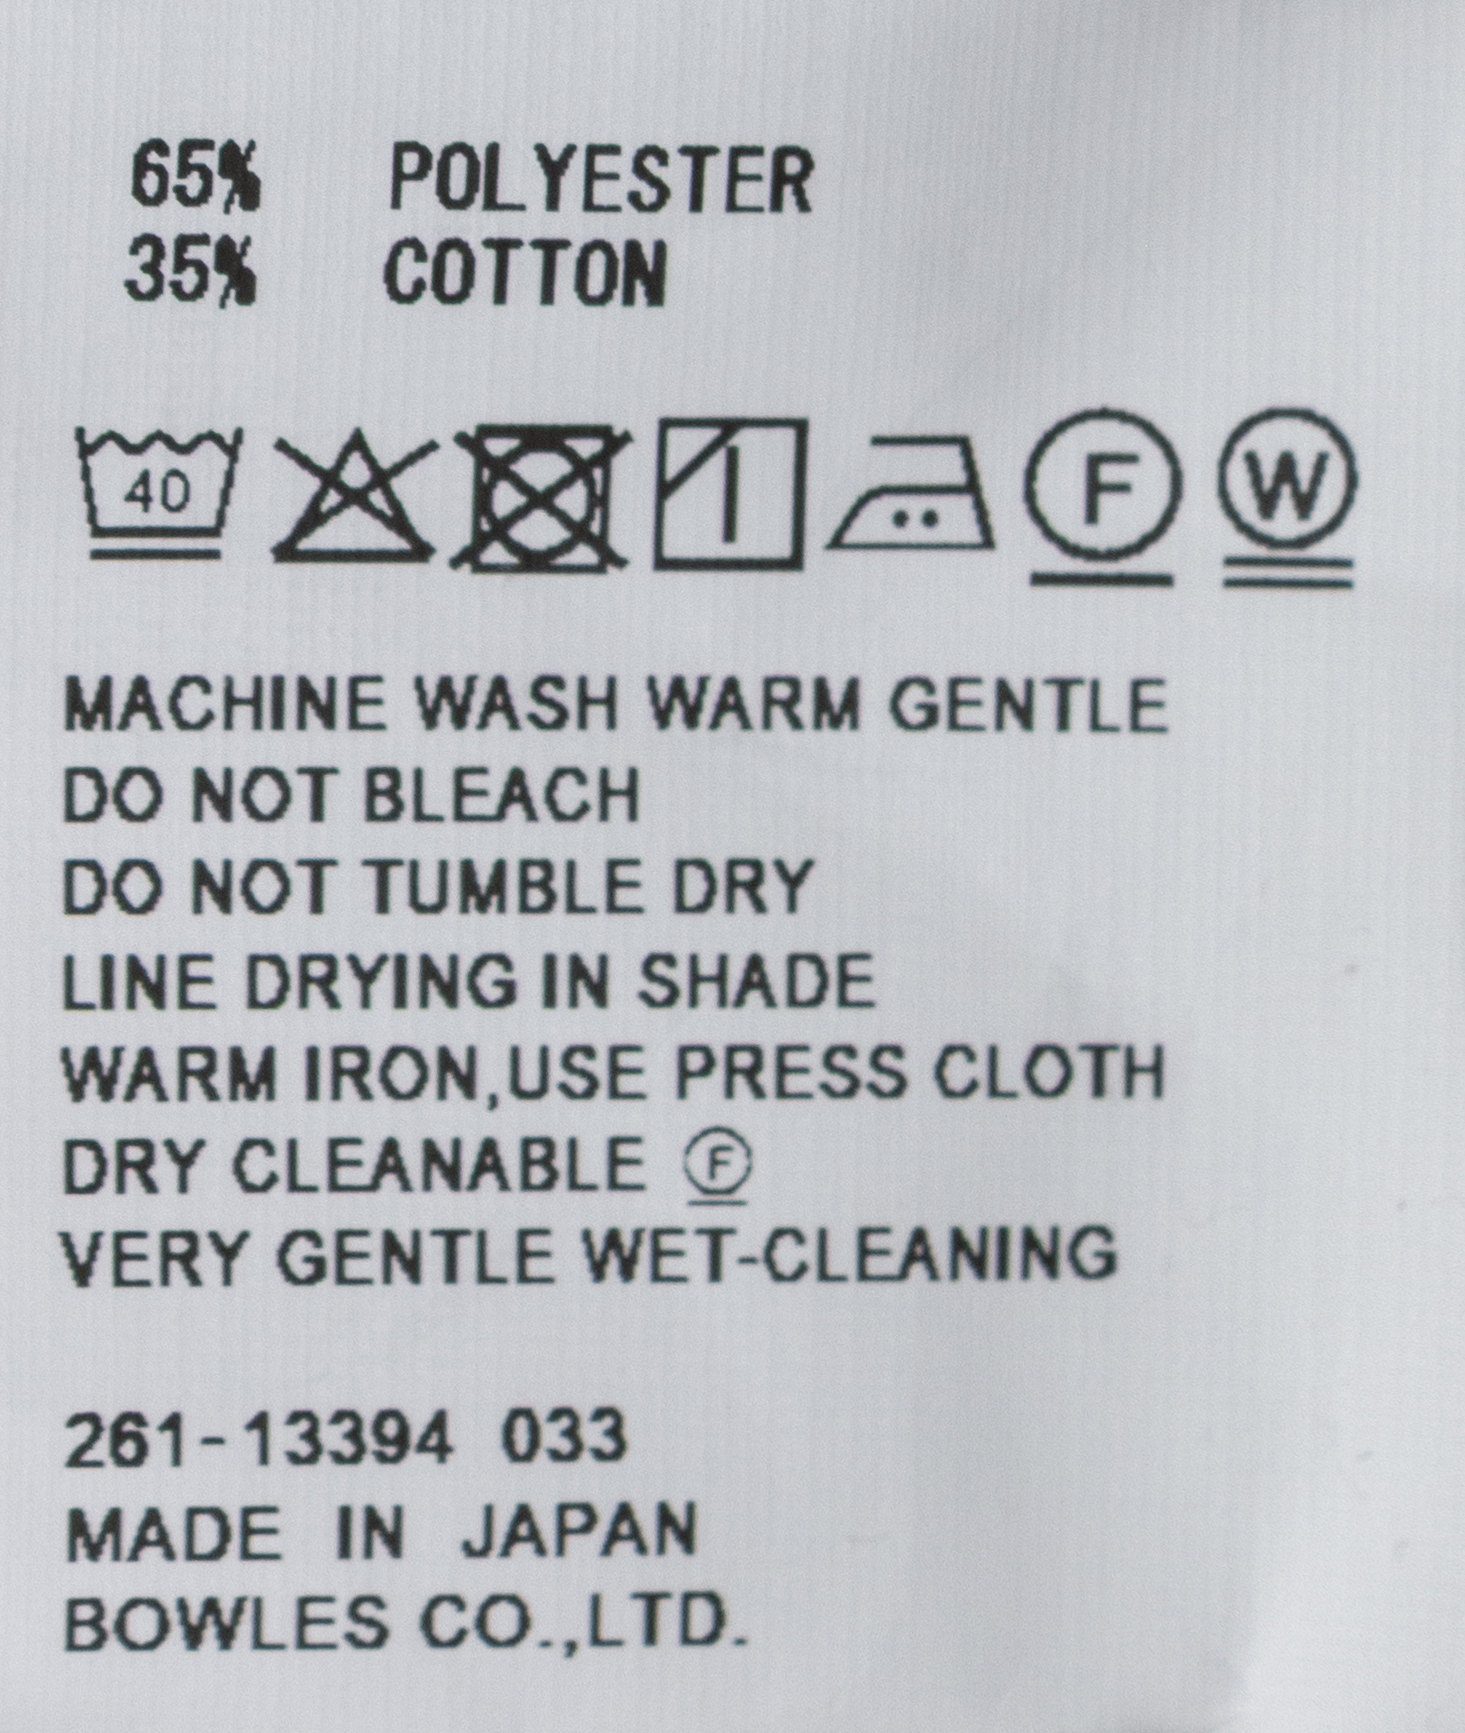 65% POLYESTER
35% COTTON
40 F W
MACHINE WASH WARM GENTLE
DO NOT BLEACH
DO NOT TUMBLE DRY
LINE DRYING IN SHADE
WARM IRON,USE PRESS CLOTH
DRY CLEANABLE Ⓕ
VERY GENTLE WET-CLEANING
261-13394 033
MADE IN JAPAN
BOWLES CO.,LTD.